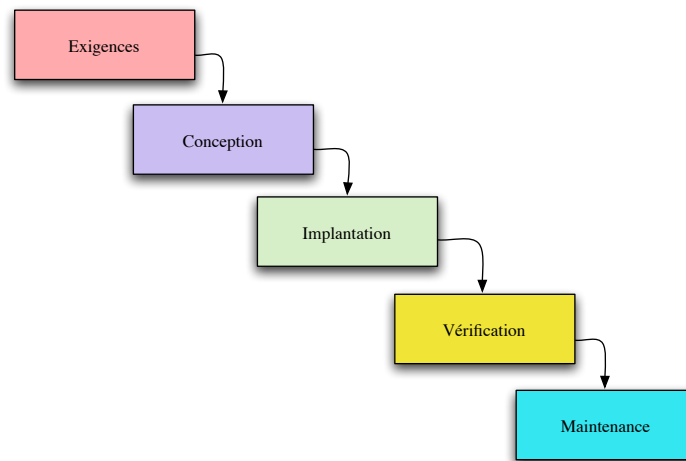 Exigences
Conception
Implantation
Vérification
Maintenance